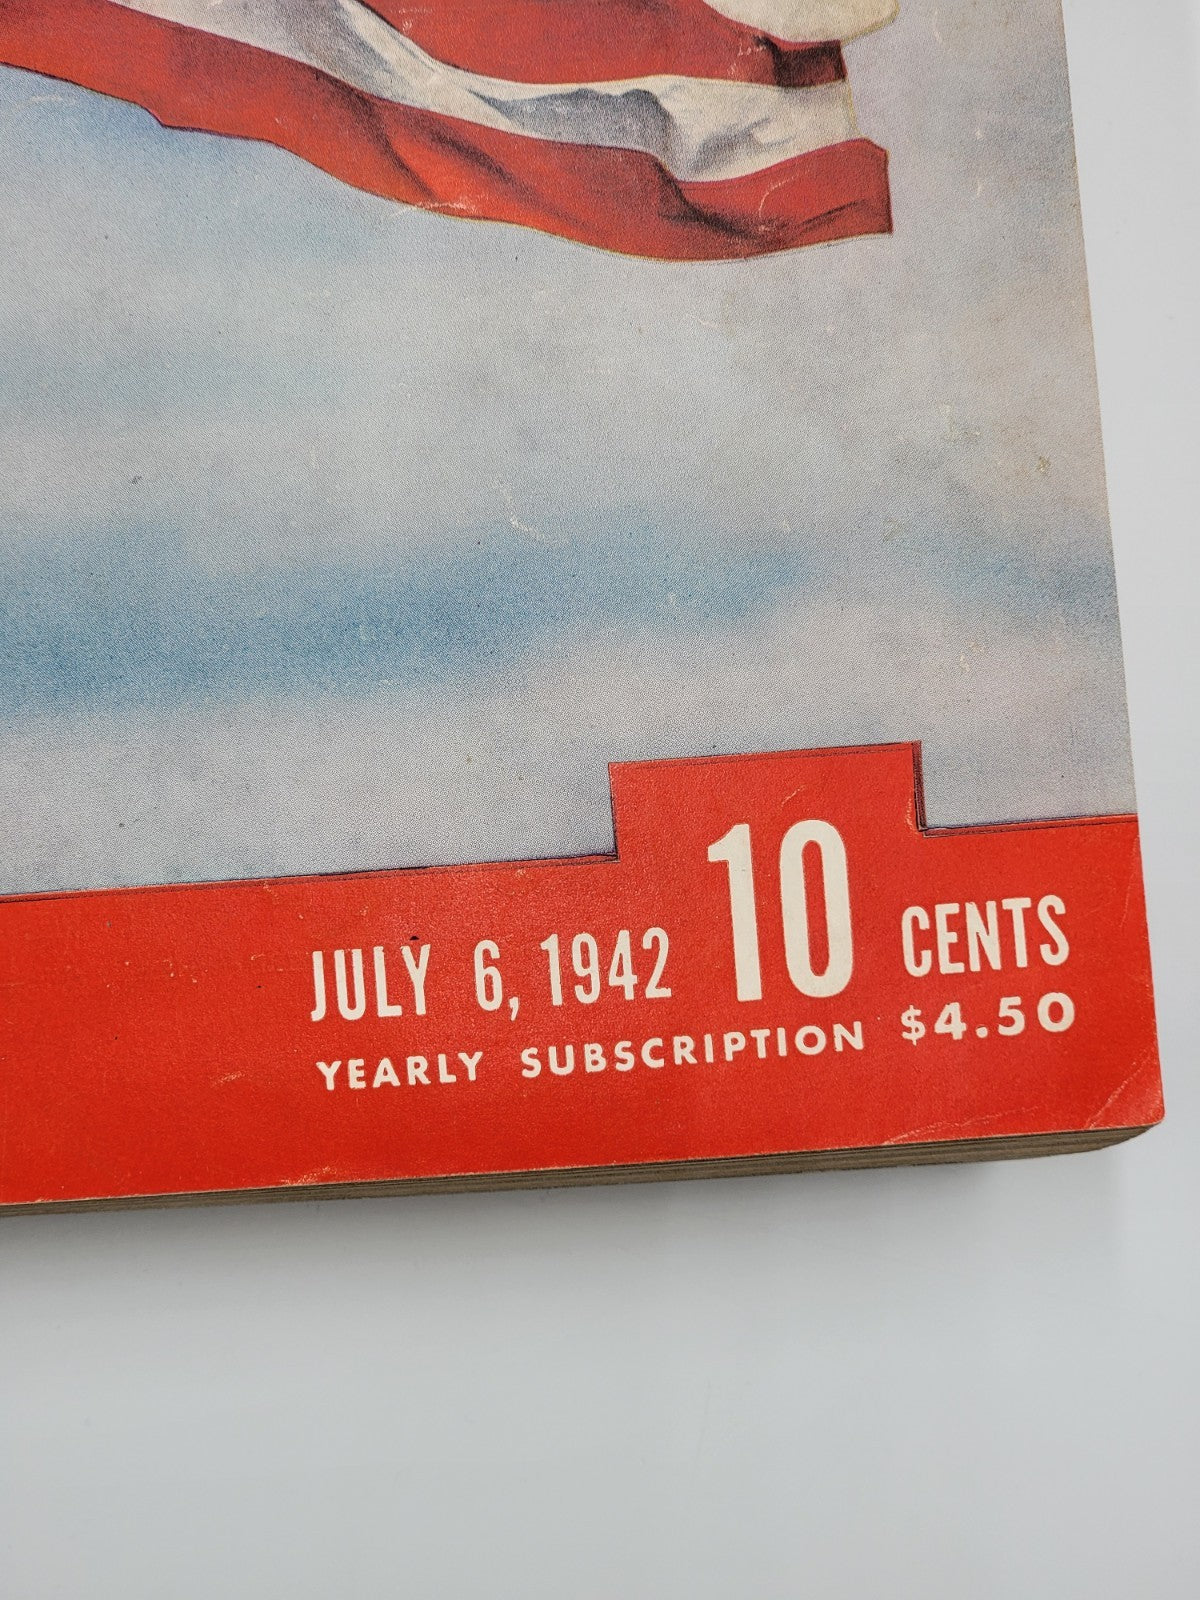 JULY 6, 1942 10 CENTS
YEARLY SUBSCRIPTION $4.50